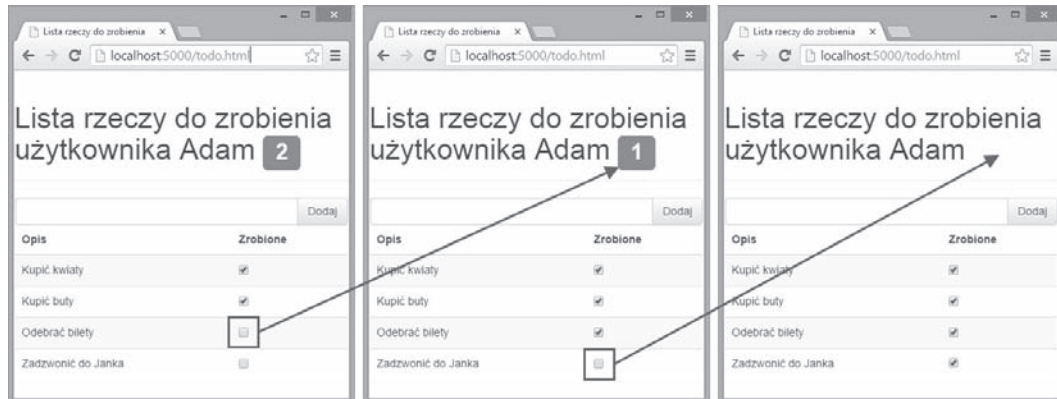 Lista rzeczy do zrobienia
localhost:5000/todo.html
Lista rzeczy do zrobienia
użytkownika Adam 2
Dodaj
Opis Zrobione
Kupić kwiaty
Kupić buty
Odebrać bilety
Zadzwonić do Janka
Lista rzeczy do zrobienia
localhost:5000/todo.html
Lista rzeczy do zrobienia
użytkownika Adam 1
Dodaj
Opis Zrobione
Kupić kwiaty
Kupić buty
Odebrać bilety
Zadzwonić do Janka
Lista rzeczy do zrobienia
localhost:5000/todo.html
Lista rzeczy do zrobienia
użytkownika Adam
Dodaj
Opis Zrobione
Kupić kwiaty
Kupić buty
Odebrać bilety
Zadzwonić do Janka